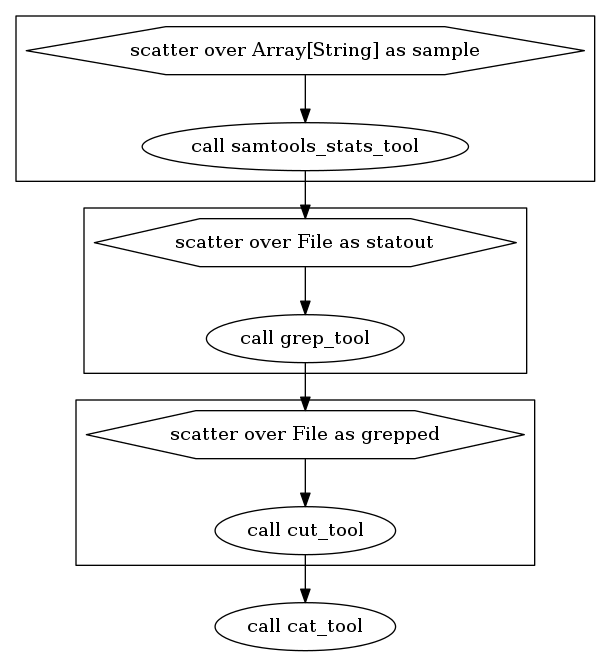 scatter over Array[String] as sample
call samtools_stats_tool
scatter over File as statout
call grep_tool
scatter over File as grepped
call cut_tool
call cat_tool